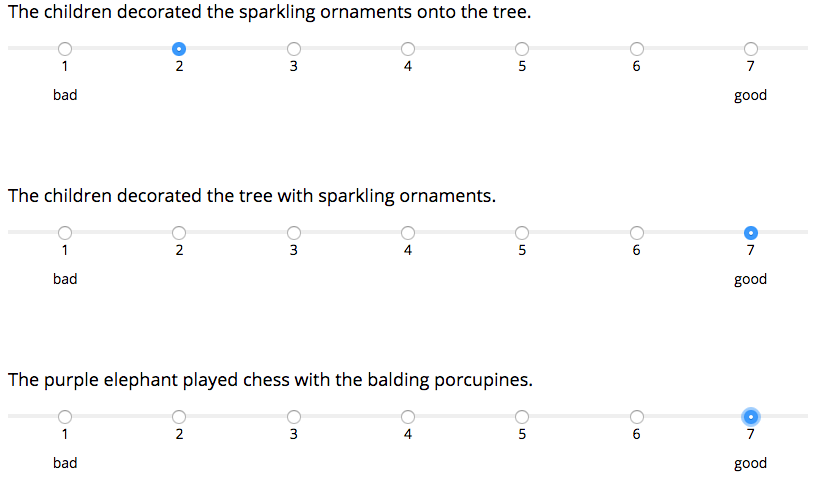 The children decorated the sparkling ornaments onto the tree.
1 2 3 4 5 6 7
bad good
The children decorated the tree with sparkling ornaments.
1 2 3 4 5 6 7
bad good
The purple elephant played chess with the balding porcupines.
1 2 3 4 5 6 7
bad good